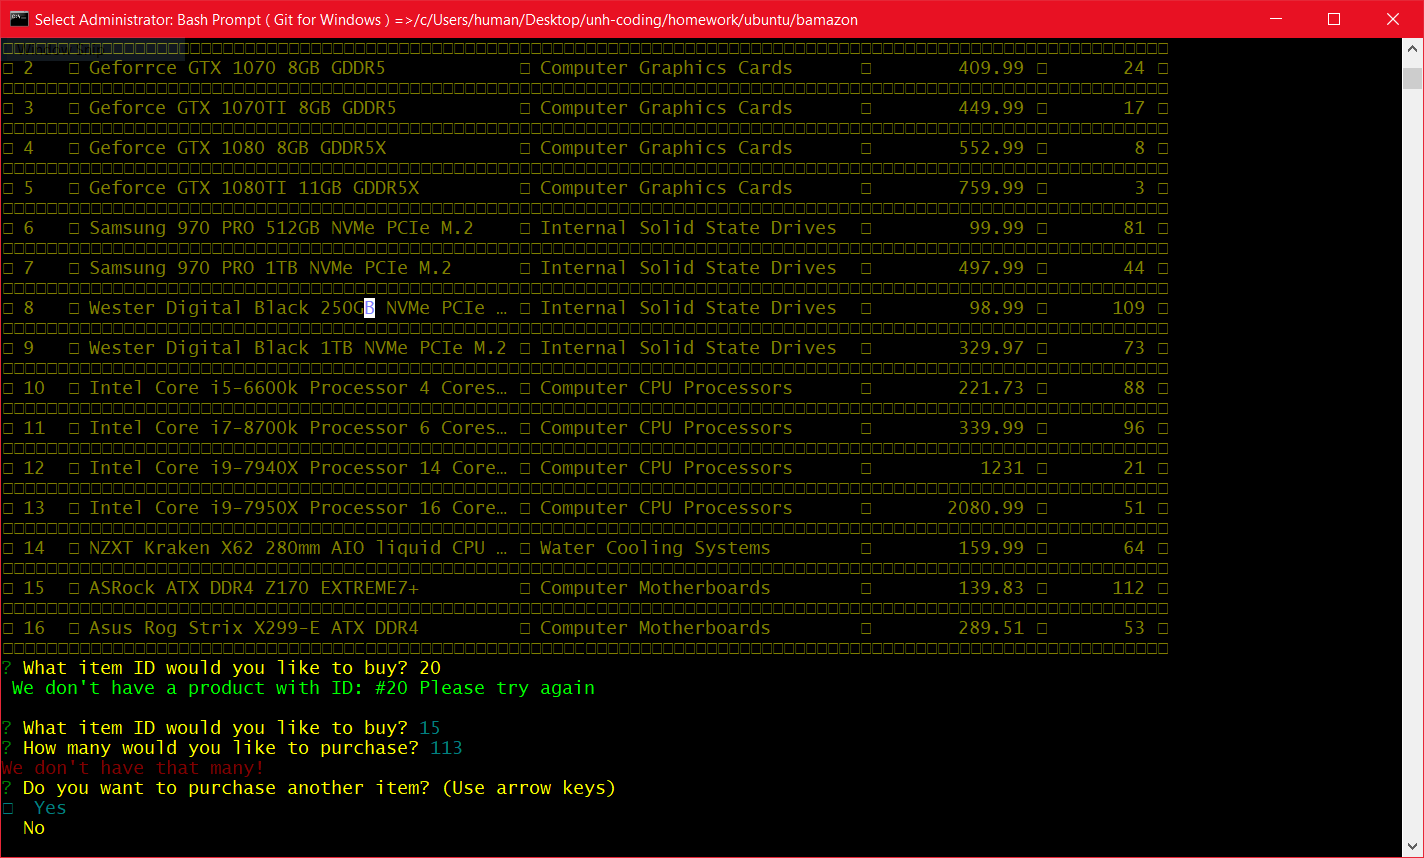 Select Administrator: Bash Prompt ( Git for Windows ) =>/c/Users/human/Desktop/unh-coding/homework/ubuntu/bamazon
2 Geforrce GTX 1070 8GB GDDR5 Computer Graphics Cards 409.99 24
3 Geforce GTX 1070TI 8GB GDDR5 Computer Graphics Cards 449.99 17
4 Geforce GTX 1080 8GB GDDR5X Computer Graphics Cards 552.99 8
5 Geforce GTX 1080TI 11GB GDDR5X Computer Graphics Cards 759.99 3
6 Samsung 970 PRO 512GB NVMe PCIe M.2 Internal Solid State Drives 99.99 81
7 Samsung 970 PRO 1TB NVMe PCIe M.2 Internal Solid State Drives 497.99 44
8 Wester Digital Black 250GB NVMe PCIe … Internal Solid State Drives 98.99 109
9 Wester Digital Black 1TB NVMe PCIe M.2 Internal Solid State Drives 329.97 73
10 Intel Core i5-6600k Processor 4 Cores… Computer CPU Processors 221.73 88
11 Intel Core i7-8700k Processor 6 Cores… Computer CPU Processors 339.99 96
12 Intel Core i9-7940X Processor 14 Core… Computer CPU Processors 1231 21
13 Intel Core i9-7950X Processor 16 Core… Computer CPU Processors 2080.99 51
14 NZXT Kraken X62 280mm AIO liquid CPU … Water Cooling Systems 159.99 64
15 ASRock ATX DDR4 Z170 EXTREME7+ Computer Motherboards 139.83 112
16 Asus Rog Strix X299-E ATX DDR4 Computer Motherboards 289.51 53
? What item ID would you like to buy? 20
We don't have a product with ID: #20 Please try again
? What item ID would you like to buy? 15
? How many would you like to purchase? 113
We don't have that many!
? Do you want to purchase another item? (Use arrow keys)
Yes
No